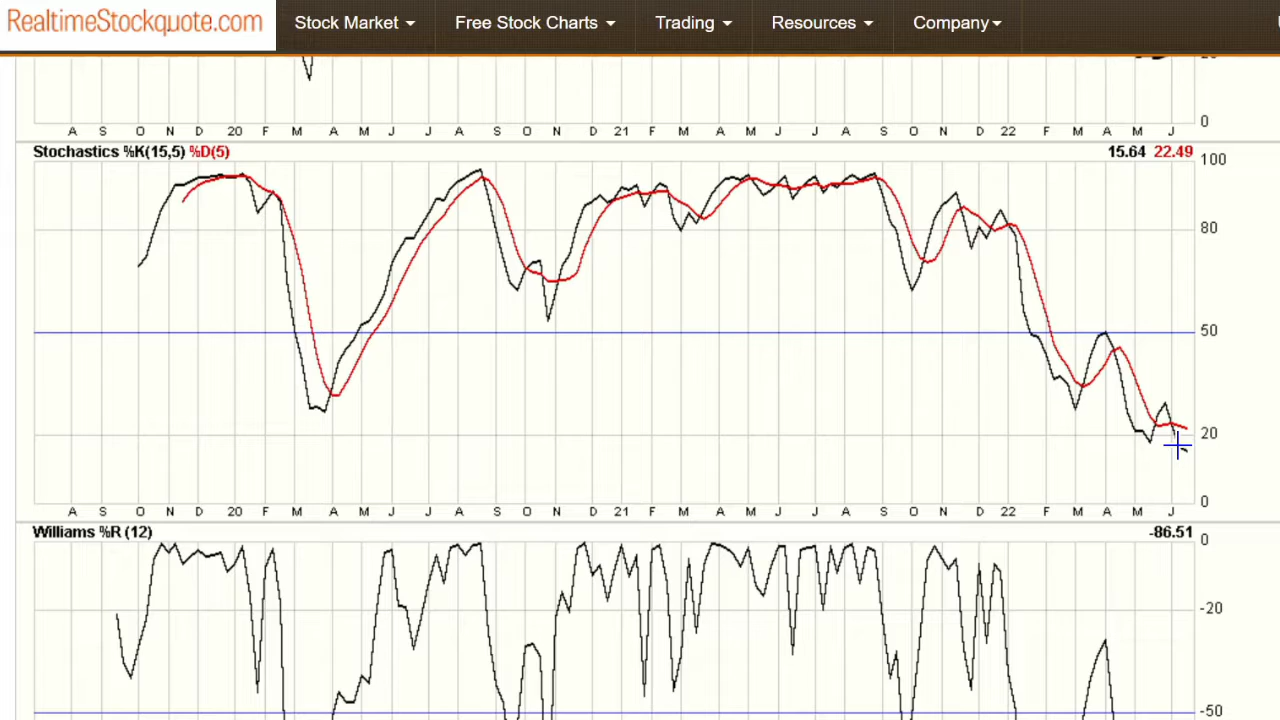 RealtimeStockquote.com Stock Market Free Stock Charts Trading Resources Company
0
A S O N D 20 F M A M J J A S O N D 21 F M A M J J A S O N D 22 F M A M J
Stochastics %K(15,5) %D(5) 15.64 22.49 100
80
50
20
0
A S O N D 20 F M A M J J A S O N D 21 F M A M J J A S O N D 22 F M A M J
Williams %R (12) -86.51 0
-20
-50